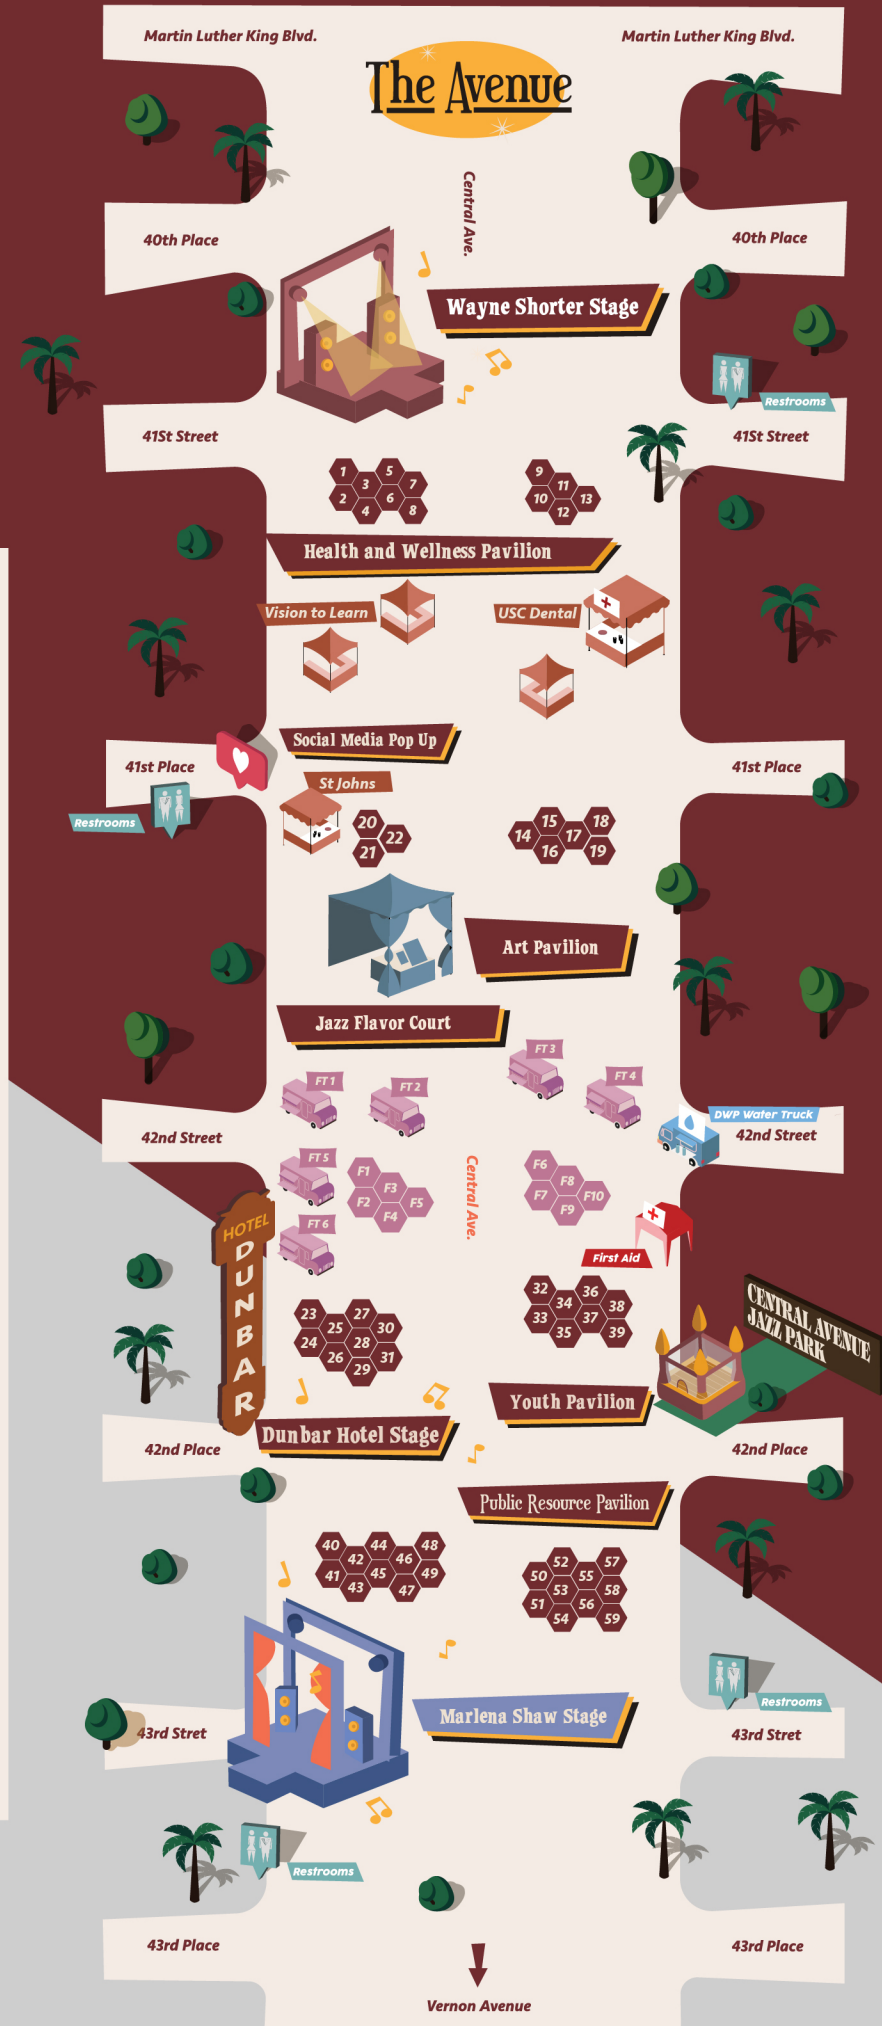 Martin Luther King Blvd.
Martin Luther King Blvd.
The Avenue
Central Ave.
40th Place
40th Place
Wayne Shorter Stage
Restrooms
41St Street
41St Street
1
2
3
4
5
6
7
8
9
10
11
12
13
Health and Wellness Pavilion
Vision to Learn
USC Dental
Social Media Pop Up
41st Place
41st Place
St Johns
Restrooms
20
21
22
14
15
16
17
18
19
Art Pavilion
Jazz Flavor Court
FT 1
FT 2
FT 3
FT 4
DWP Water Truck
42nd Street
42nd Street
FT 5
FT 6
F1
F2
F3
F4
F5
Central Ave.
F6
F7
F8
F9
F10
First Aid
HOTEL
DUNBAR
23
24
25
26
27
28
29
30
31
32
33
34
35
36
37
38
39
CENTRAL AVENUE
JAZZ PARK
Youth Pavilion
Dunbar Hotel Stage
42nd Place
42nd Place
Public Resource Pavilion
40
41
42
43
44
45
46
47
48
49
50
51
52
53
54
55
56
57
58
59
Restrooms
Marlena Shaw Stage
43rd Stret
43rd Stret
Restrooms
43rd Place
43rd Place
Vernon Avenue